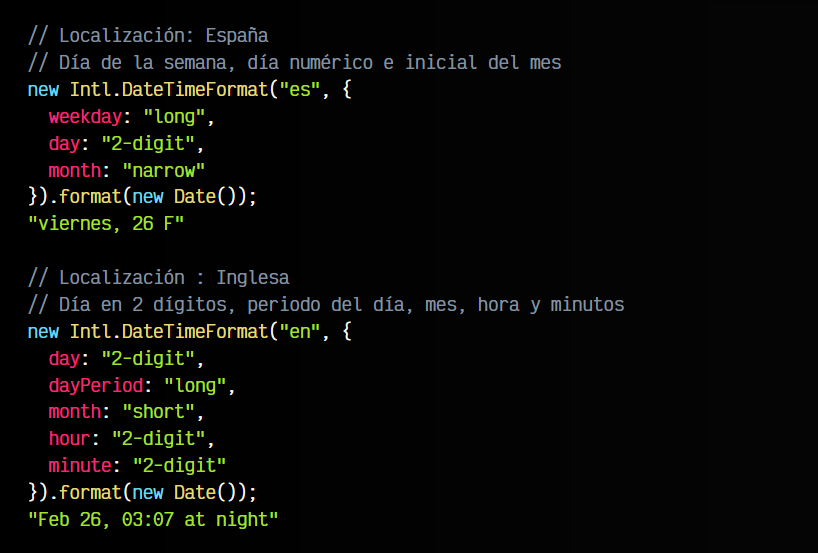 // Localización: España
// Día de la semana, día numérico e inicial del mes
new Intl.DateTimeFormat("es", {
  weekday: "long",
  day: "2-digit",
  month: "narrow"
}).format(new Date());
"viernes, 26 F"

// Localización : Inglesa
// Día en 2 dígitos, periodo del día, mes, hora y minutos
new Intl.DateTimeFormat("en", {
  day: "2-digit",
  dayPeriod: "long",
  month: "short",
  hour: "2-digit",
  minute: "2-digit"
}).format(new Date());
"Feb 26, 03:07 at night"